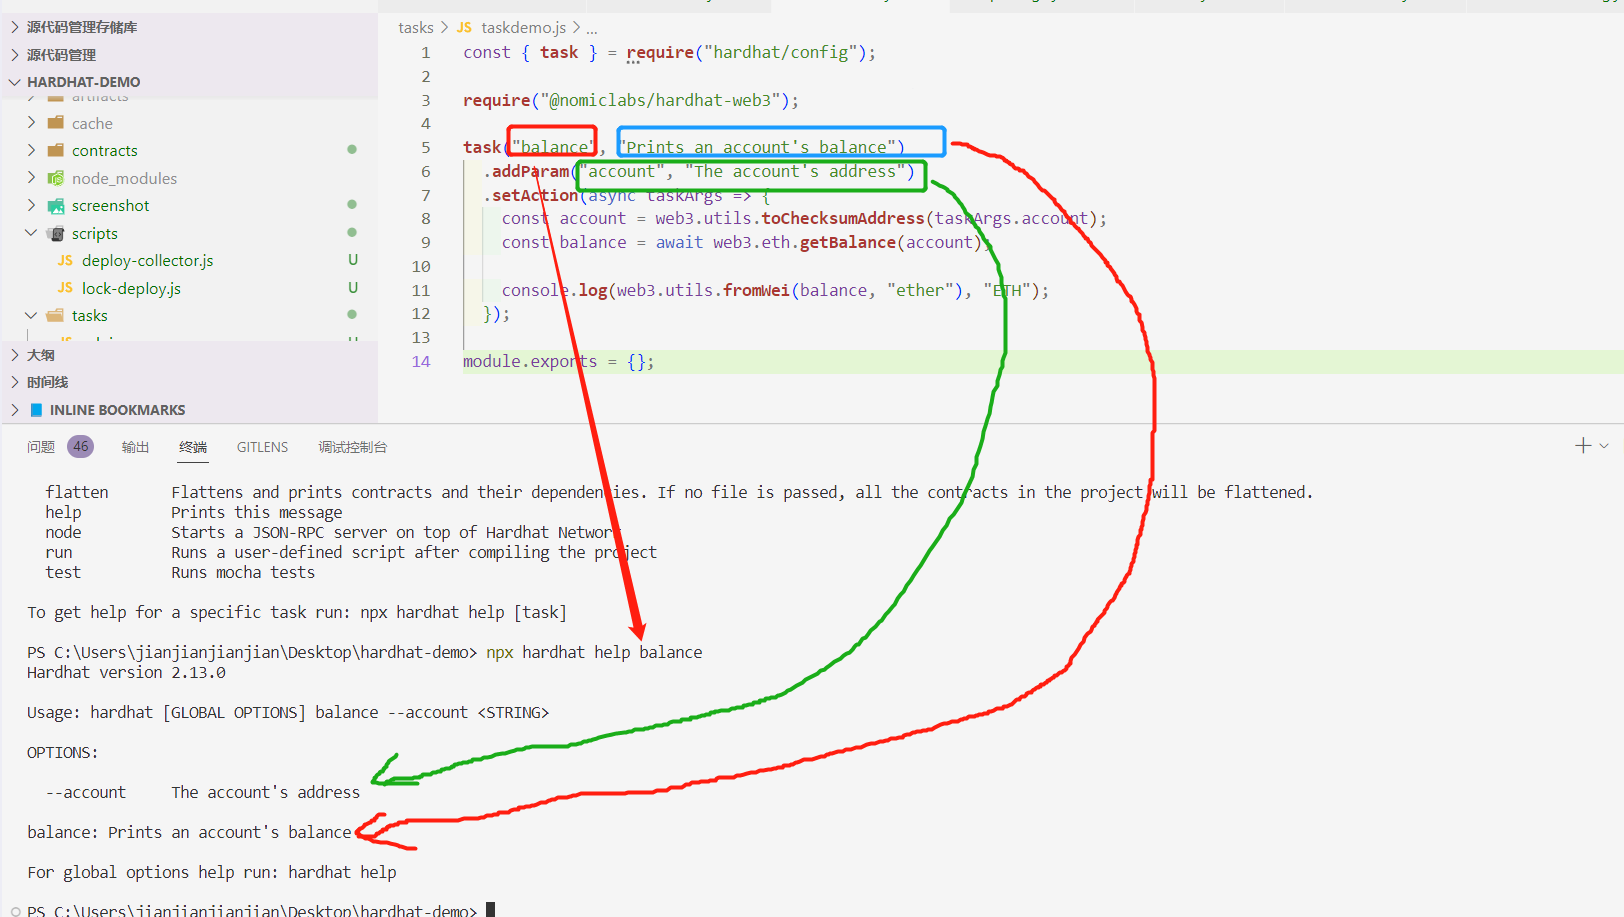 源代码管理存储库
源代码管理
HARDHAT-DEMO
artifacts
cache
contracts
node_modules
screenshot
scripts
JS deploy-collector.js U
JS lock-deploy.js U
tasks
大纲
时间线
INLINE BOOKMARKS
tasks > JS taskdemo.js > ...
1 const { task } = require("hardhat/config");
2
3 require("@nomiclabs/hardhat-web3");
4
5 task("balance", "Prints an account's balance")
6 .addParam("account", "The account's address")
7 .setAction(async taskArgs => {
8 const account = web3.utils.toChecksumAddress(taskArgs.account);
9 const balance = await web3.eth.getBalance(account);
10
11 console.log(web3.utils.fromWei(balance, "ether"), "ETH");
12 });
13
14 module.exports = {};
问题 46 输出 终端 GITLENS 调试控制台
flatten Flattens and prints contracts and their dependencies. If no file is passed, all the contracts in the project will be flattened.
help Prints this message
node Starts a JSON-RPC server on top of Hardhat Network
run Runs a user-defined script after compiling the project
test Runs mocha tests
To get help for a specific task run: npx hardhat help [task]
PS C:\Users\jianjianjianjian\Desktop\hardhat-demo> npx hardhat help balance
Hardhat version 2.13.0
Usage: hardhat [GLOBAL OPTIONS] balance --account <STRING>
OPTIONS:
--account The account's address
balance: Prints an account's balance
For global options help run: hardhat help
PS C:\Users\jianjianjianjian\Desktop\hardhat-demo>